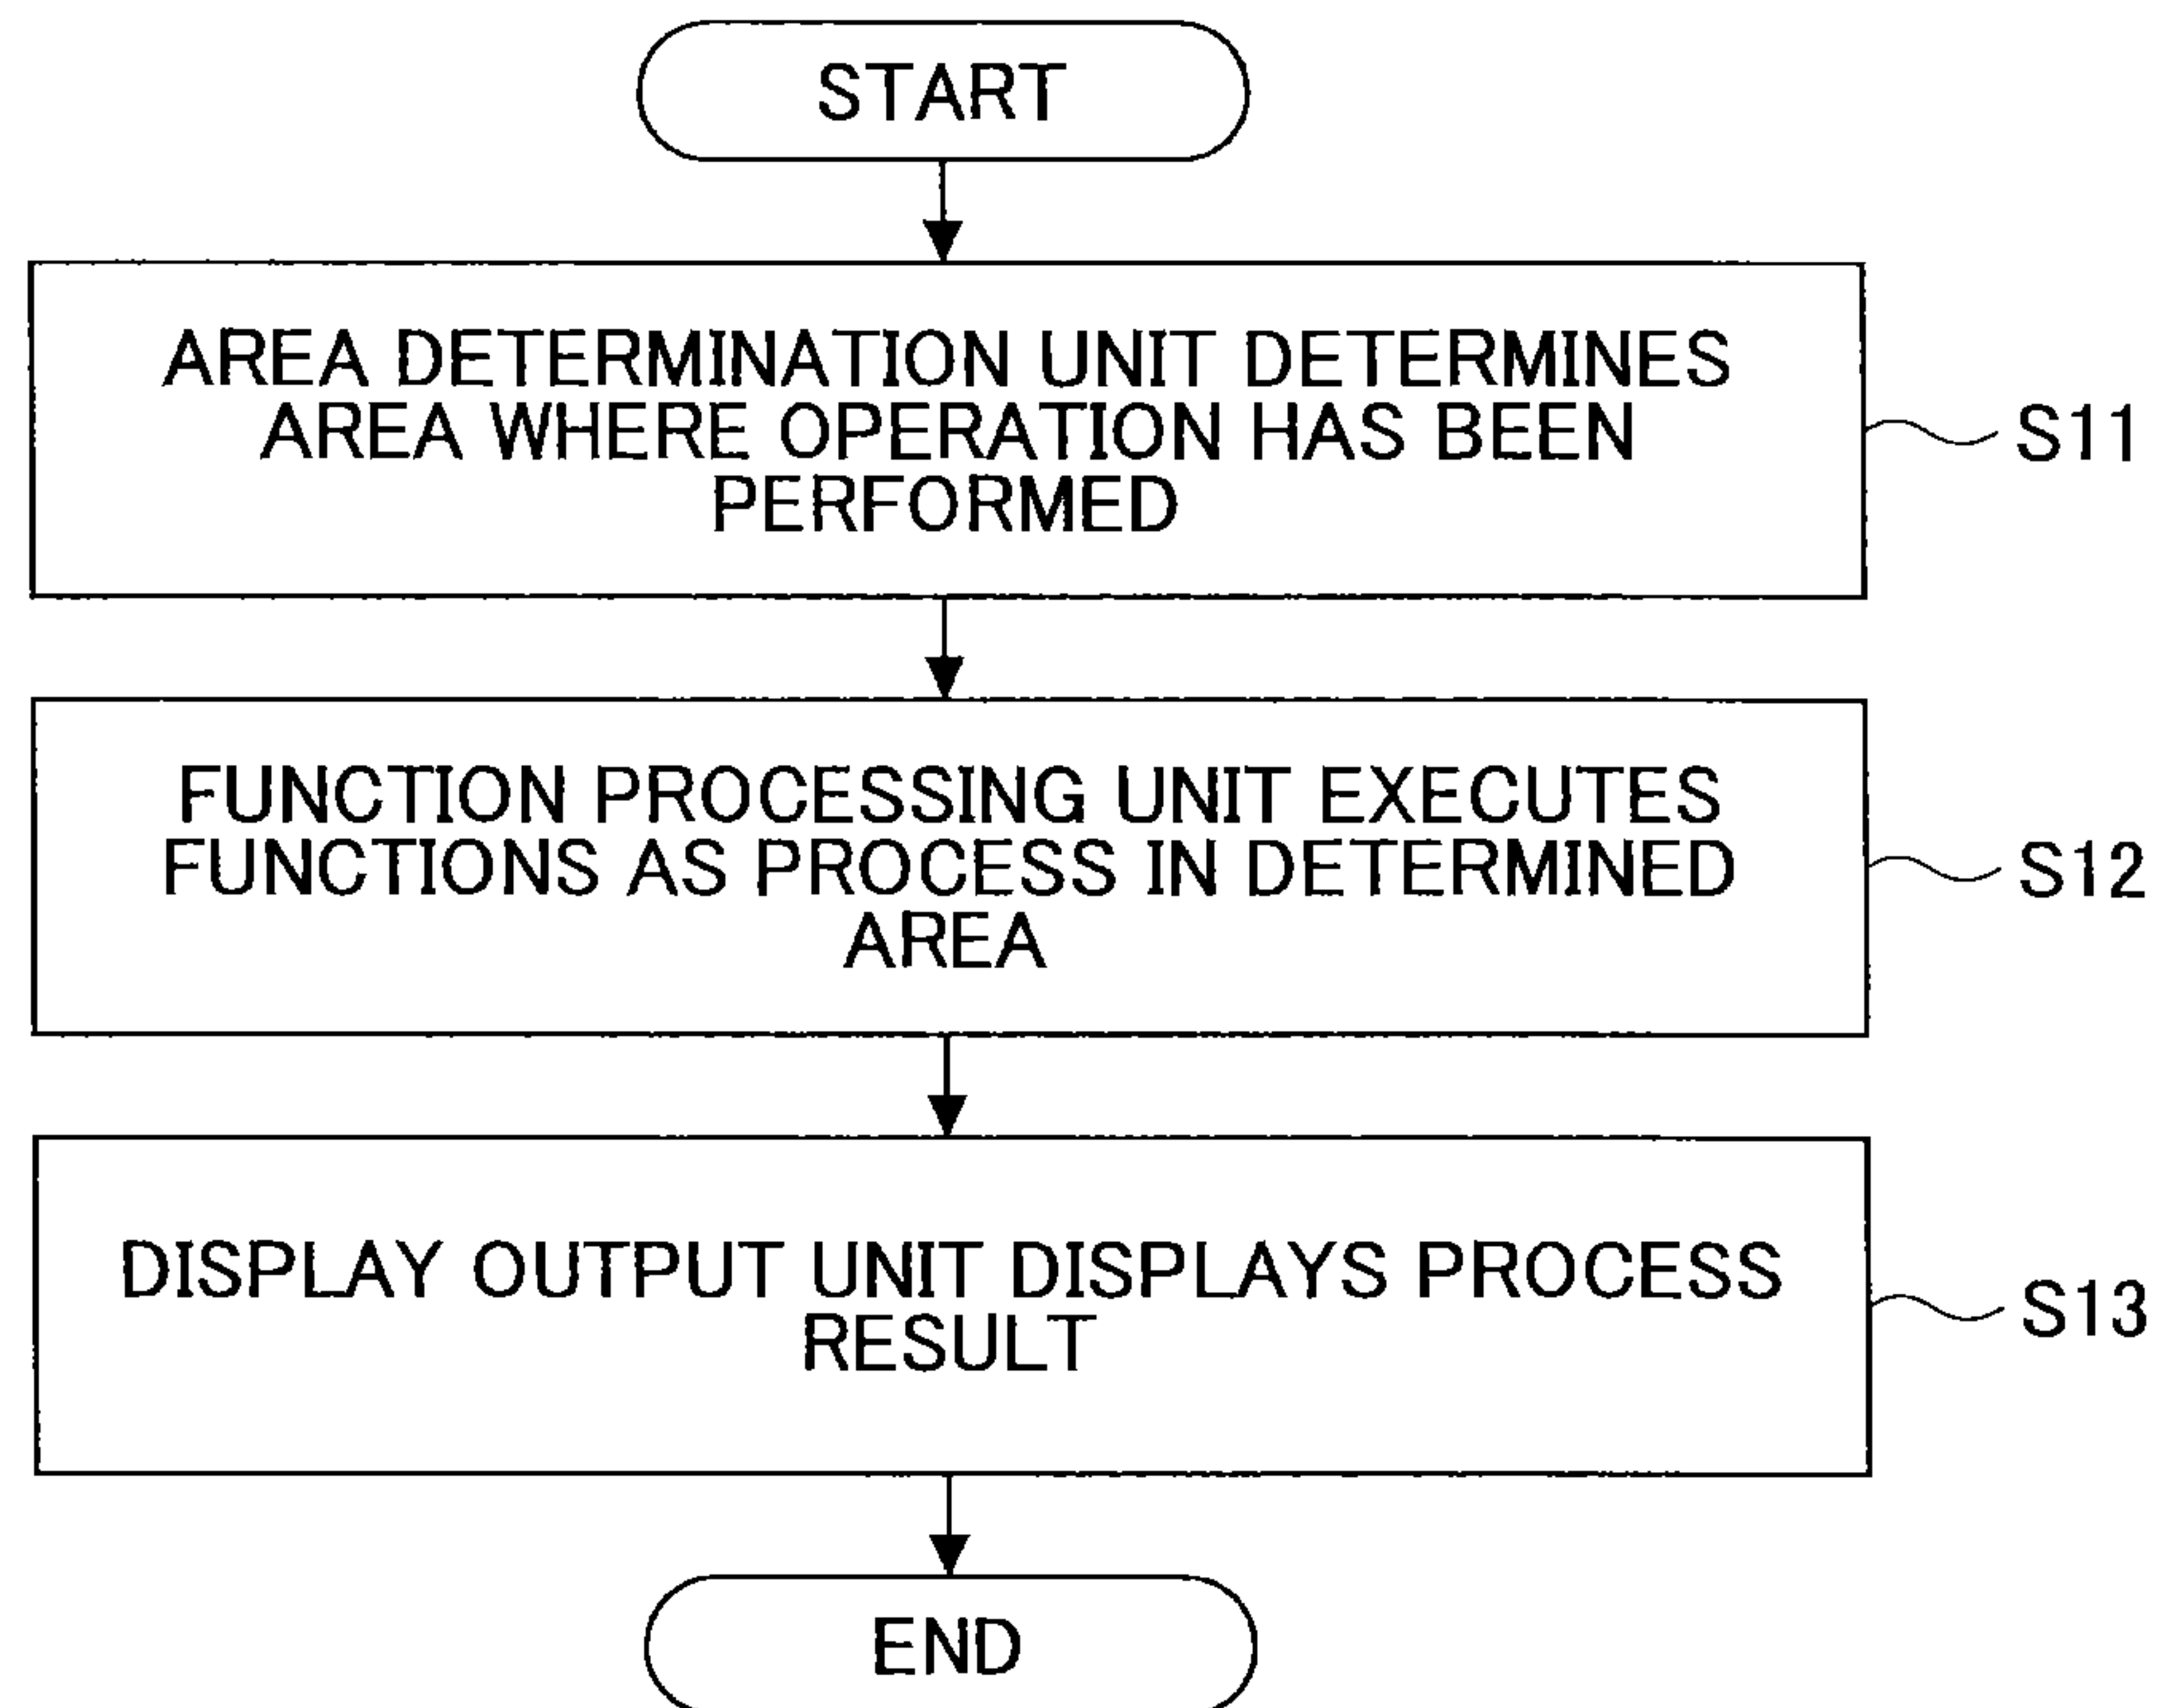 START
AREA DETERMINATION UNIT DETERMINES
AREA WHERE OPERATION HAS BEEN
PERFORMED
S11
FUNCTION PROCESSING UNIT EXECUTES
FUNCTIONS AS PROCESS IN DETERMINED
AREA
S12
DISPLAY OUTPUT UNIT DISPLAYS PROCESS
RESULT
S13
END